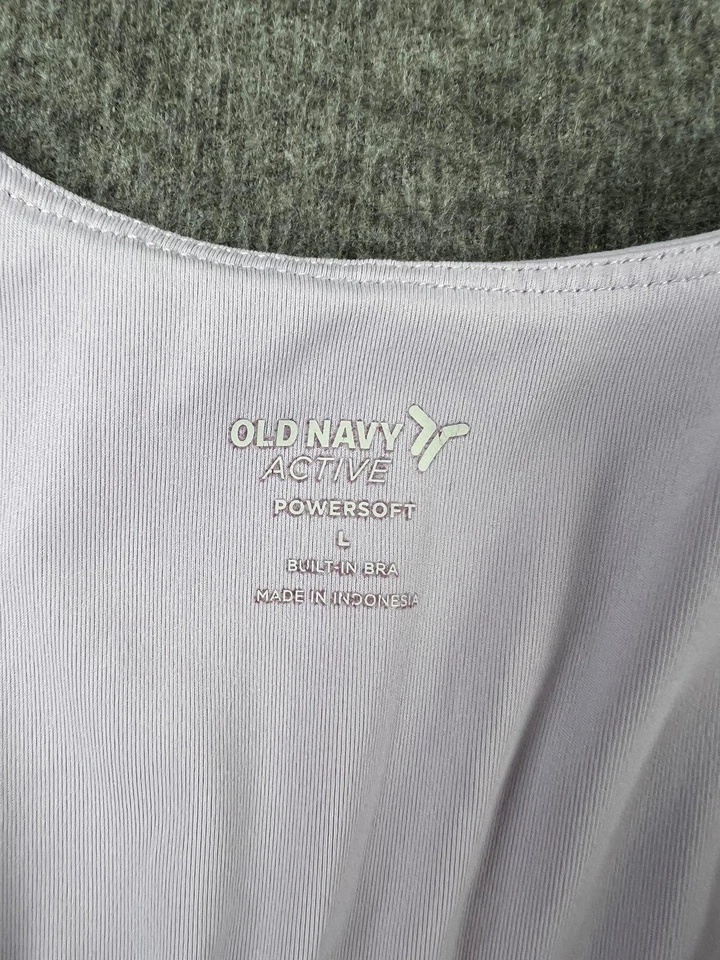 OLD NAVY
ACTIVE
POWERSOFT
L
BUILT-IN BRA
MADE IN INDONESIA